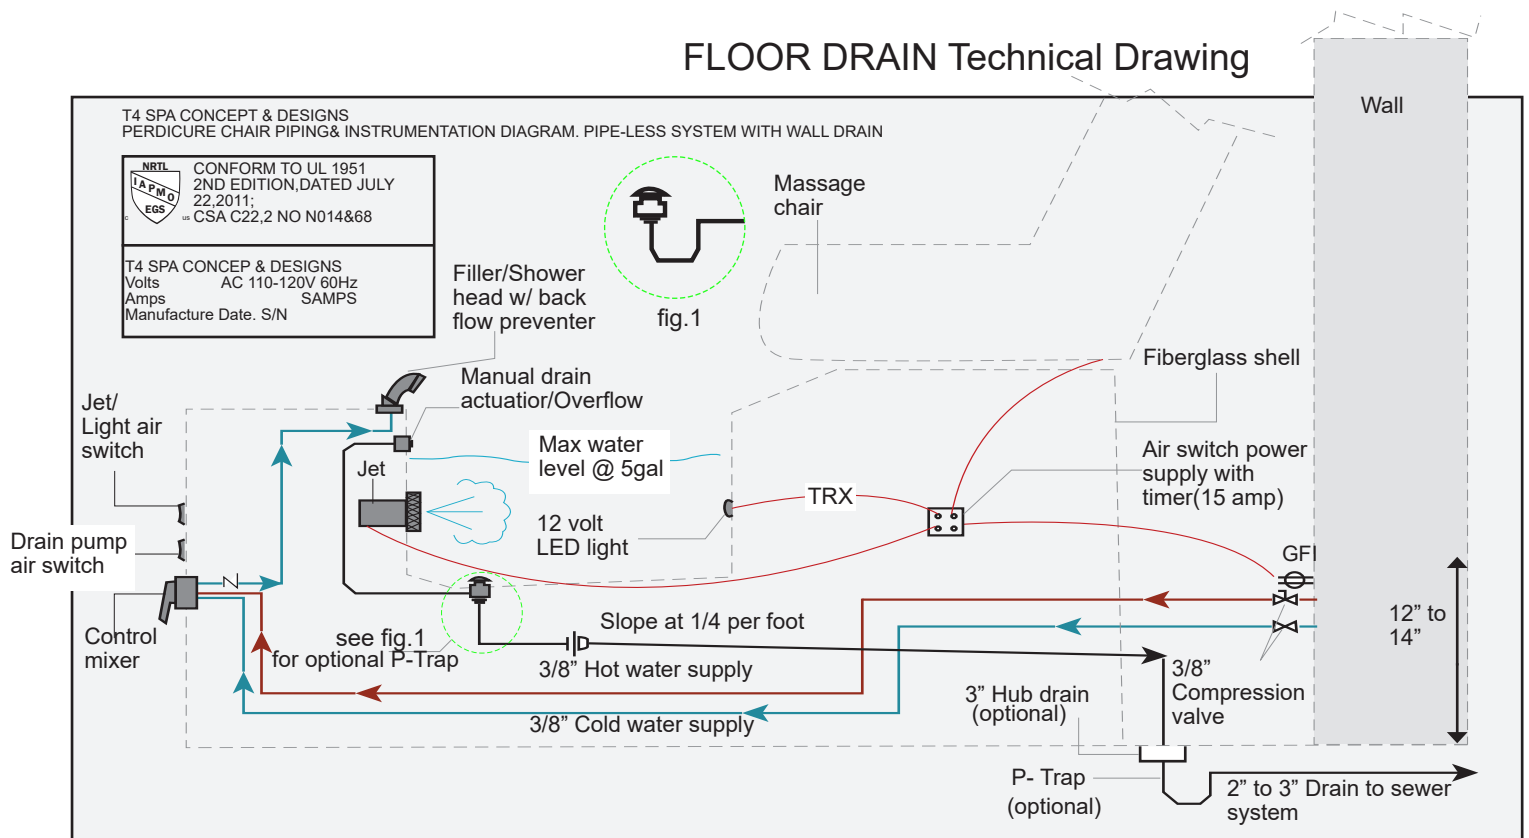 FLOOR DRAIN Technical Drawing
Wall
T4 SPA CONCEPT & DESIGNS
PERDICURE CHAIR PIPING& INSTRUMENTATION DIAGRAM. PIPE-LESS SYSTEM WITH WALL DRAIN
NRTL
IAPMO
EGS
c
us
CONFORM TO UL 1951
2ND EDITION,DATED JULY
22,2011;
CSA C22,2 NO N014&68
T4 SPA CONCEP & DESIGNS
Volts AC 110-120V 60Hz
Amps SAMPS
Manufacture Date. S/N
fig.1
Massage
chair
Filler/Shower
head w/ back
flow preventer
Fiberglass shell
Manual drain
actuatior/Overflow
Jet/
Light air
switch
Max water
level @ 5gal
Jet
Air switch power
supply with
timer(15 amp)
TRX
12 volt
LED light
Drain pump
air switch
GFI
Control
mixer
see fig.1
for optional P-Trap
Slope at 1/4 per foot
12” to
14”
3/8” Hot water supply
3/8”
Compression
valve
3” Hub drain
(optional)
3/8” Cold water supply
P- Trap
(optional)
2” to 3” Drain to sewer
system